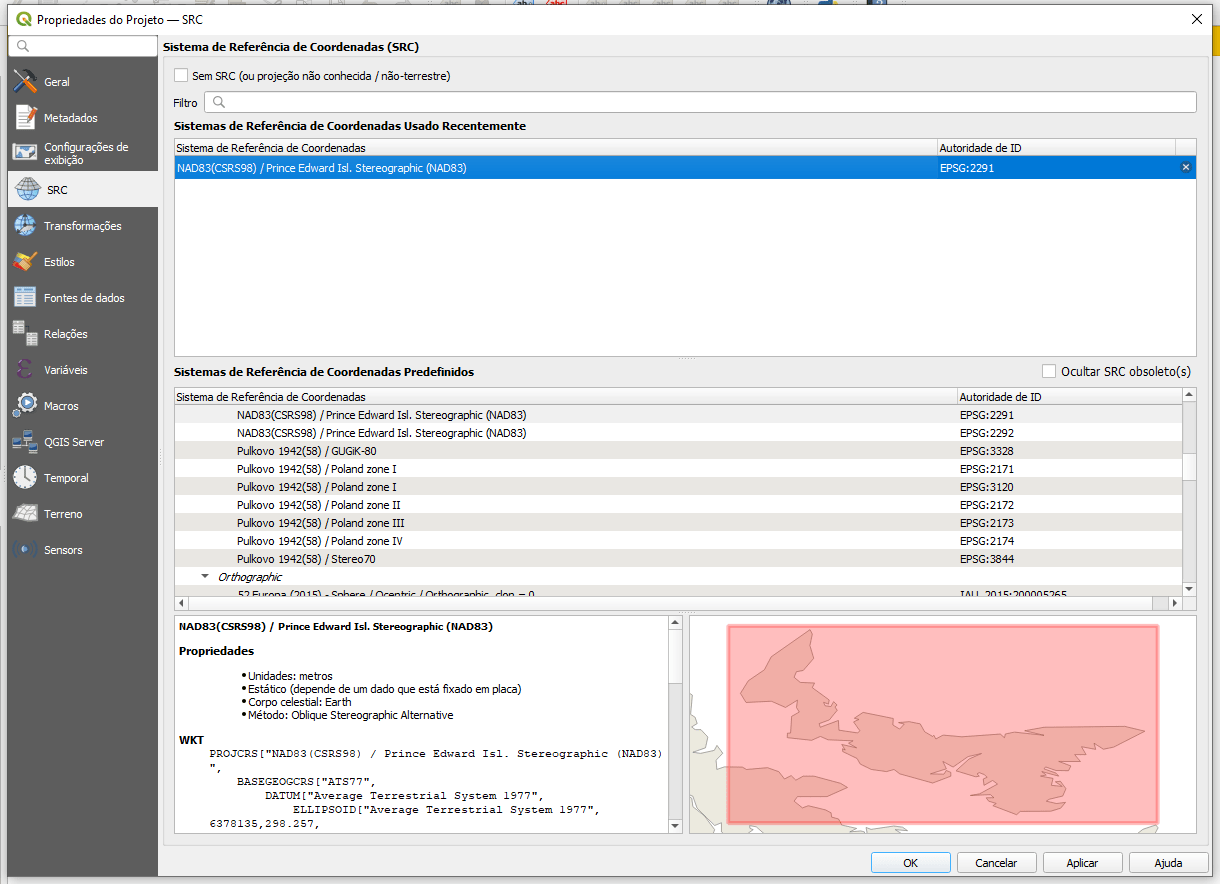 Propriedades do Projeto — SRC
Geral
Metadados
Configurações de
exibição
SRC
Transformações
Estilos
Fontes de dados
Relações
Variáveis
Macros
QGIS Server
Temporal
Terreno
Sensors
Sistema de Referência de Coordenadas (SRC)
Sem SRC (ou projeção não conhecida / não-terrestre)
Filtro
Sistemas de Referência de Coordenadas Usado Recentemente
Sistema de Referência de Coordenadas Autoridade de ID
NAD83(CSRS98) / Prince Edward Isl. Stereographic (NAD83) EPSG:2291
Sistemas de Referência de Coordenadas Predefinidos Ocultar SRC obsoleto(s)
Sistema de Referência de Coordenadas Autoridade de ID
NAD83(CSRS98) / Prince Edward Isl. Stereographic (NAD83) EPSG:2291
NAD83(CSRS98) / Prince Edward Isl. Stereographic (NAD83) EPSG:2292
Pulkovo 1942(58) / GUGiK-80 EPSG:3328
Pulkovo 1942(58) / Poland zone I EPSG:2171
Pulkovo 1942(58) / Poland zone I EPSG:3120
Pulkovo 1942(58) / Poland zone II EPSG:2172
Pulkovo 1942(58) / Poland zone III EPSG:2173
Pulkovo 1942(58) / Poland zone IV EPSG:2174
Pulkovo 1942(58) / Stereo70 EPSG:3844
Orthographic
52 Europa (2015) - Sphere / Ocentric / Orthographic, clon = 0 IAU_2015:200005265
NAD83(CSRS98) / Prince Edward Isl. Stereographic (NAD83)
Propriedades
•Unidades: metros
•Estático (depende de um dado que está fixado em placa)
•Corpo celestial: Earth
•Método: Oblique Stereographic Alternative
WKT
PROJCRS["NAD83(CSRS98) / Prince Edward Isl. Stereographic (NAD83)
",
BASEGEOGCRS["ATS77",
DATUM["Average Terrestrial System 1977",
ELLIPSOID["Average Terrestrial System 1977",
6378135,298.257,
OK Cancelar Aplicar Ajuda